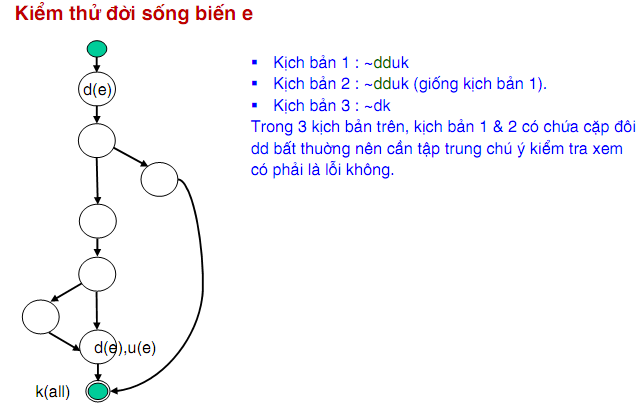 Kiểm thử đời sống biến e
d(e)
d(e),u(e)
k(all)
▪ Kịch bản 1 : ~dduk
▪ Kịch bản 2 : ~dduk (giống kịch bản 1).
▪ Kịch bản 3 : ~dk
Trong 3 kịch bản trên, kịch bản 1 & 2 có chứa cặp đôi
dd bất thuờng nên cần tập trung chú ý kiểm tra xem
có phải là lỗi không.